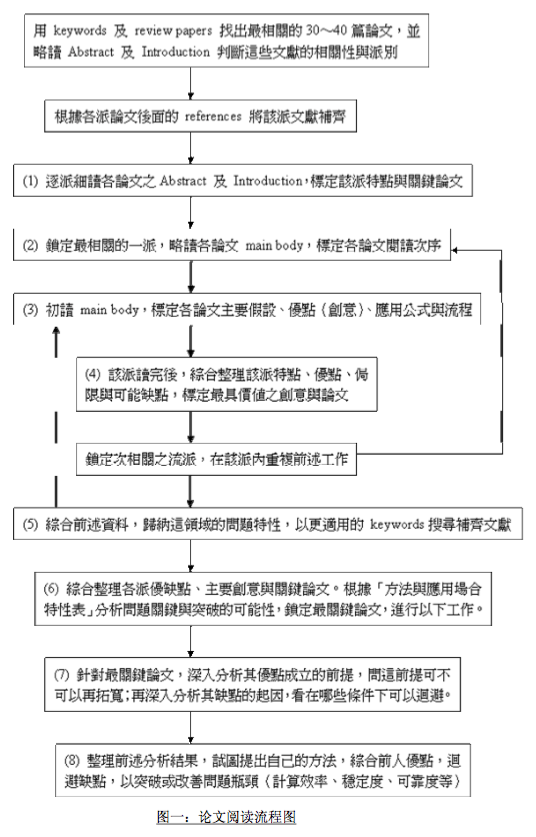 用 keywords 及 review papers 找出最相關的 30～40 篇論文，並
略讀 Abstract 及 Introduction 判斷這些文獻的相關性與派別
根據各派論文後面的 references 將該派文獻補齊
(1) 逐派細讀各論文之 Abstract 及 Introduction，標定該派特點與關鍵論文
(2) 鎖定最相關的一派，略讀各論文 main body，標定各論文閱讀次序
(3) 初讀 main body，標定各論文主要假設、優點（創意）、應用公式與流程
(4) 該派讀完後，綜合整理該派特點、優點、侷
限與可能缺點，標定最具價值之創意與論文
鎖定次相關之流派，在該派內重複前述工作
(5) 綜合前述資料，歸納這領域的問題特性，以更適用的 keywords 搜尋補齊文獻
(6) 綜合整理各派優缺點、主要創意與關鍵論文。根據「方法與應用場合
特性表」分析問題關鍵與突破的可能性，鎖定最關鍵論文，進行以下工作。
(7) 針對最關鍵論文，深入分析其優點成立的前提，問這前提可不
可以再拓寬；再深入分析其缺點的起因，看在哪些條件下可以迴避。
(8) 整理前述分析結果，試圖提出自己的方法，綜合前人優點，迴
避缺點，以突破或改善問題瓶頸（計算效率、穩定度、可靠度等）
图一：论文阅读流程图